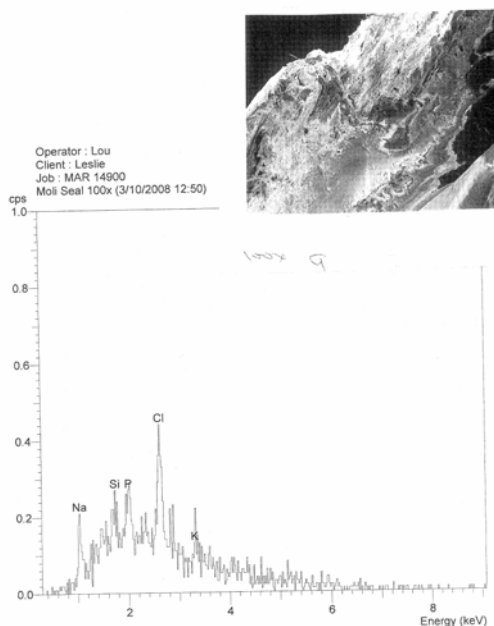 Operator : Lou
Client : Leslie
Job : MAR 14900
Moli Seal 100x (3/10/2008 12:50)
cps
1.0
0.8
0.6
0.4
0.2
0.0
Na
Si
P
Cl
K
2
4
6
8
Energy (keV)
100x